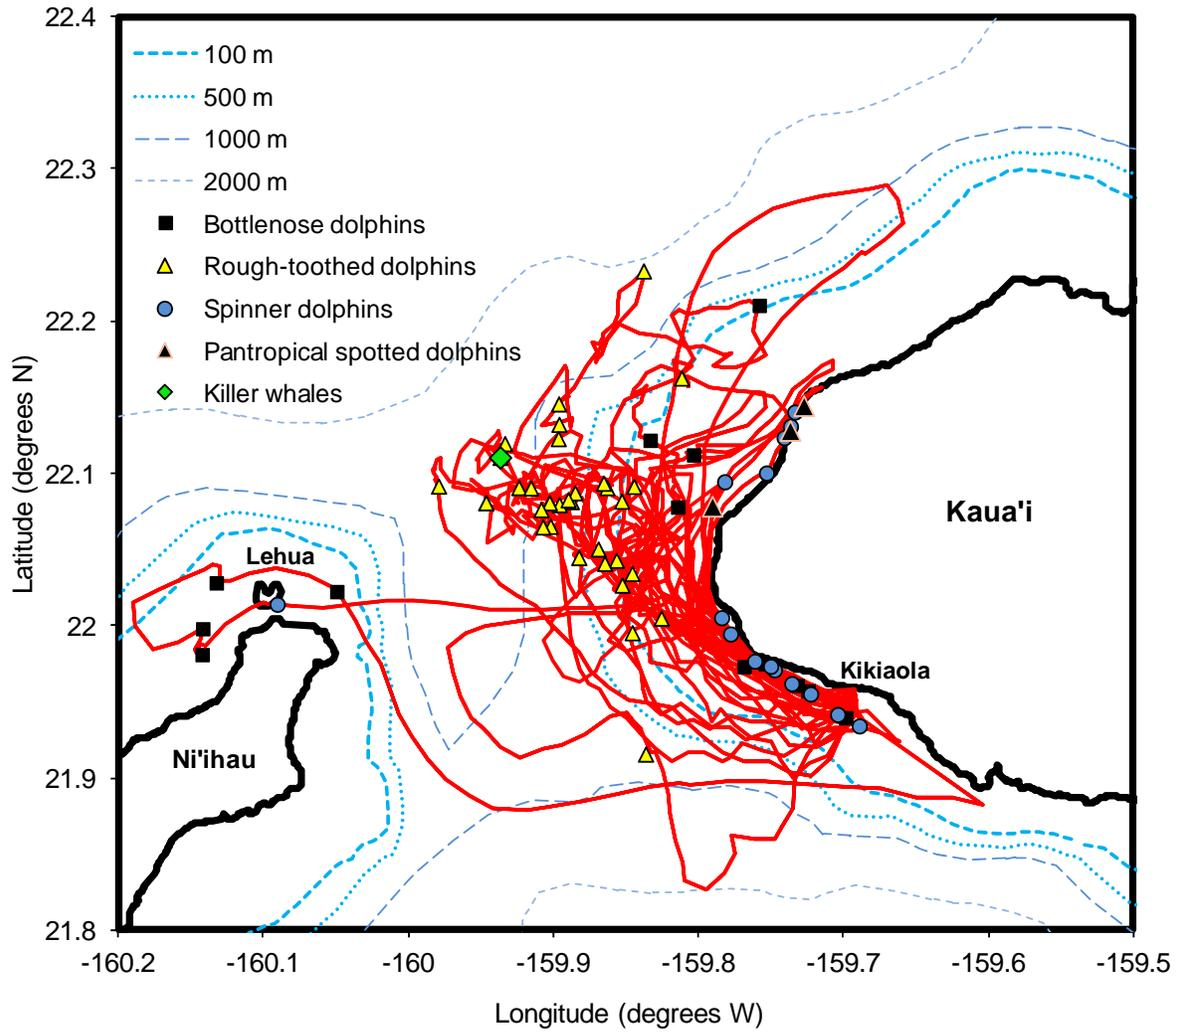 22.4
100 m
500 m
1000 m
22.3
2000 m
Bottlenose dolphins
Rough-toothed dolphins
Spinner dolphins
22.2
Pantropical spotted dolphins
Killer whales
22.1
Kaua'i
Lehua
22
Kikiaola
Ni'ihau
21.9
21.8
-160.2 -160.1 -160 -159.9 -159.8 -159.7 -159.6 -159.5
Longitude (degrees W)
Latitude (degrees N)